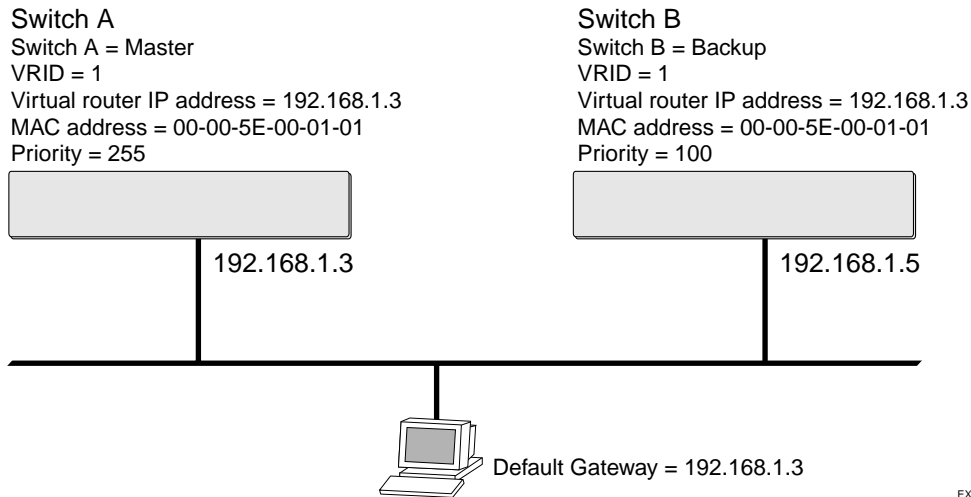 Switch A
Switch A = Master
VRID = 1
Virtual router IP address = 192.168.1.3
MAC address = 00-00-5E-00-01-01
Priority = 255
Switch B
Switch B = Backup
VRID = 1
Virtual router IP address = 192.168.1.3
MAC address = 00-00-5E-00-01-01
Priority = 100
192.168.1.3
192.168.1.5
Default Gateway = 192.168.1.3
EX